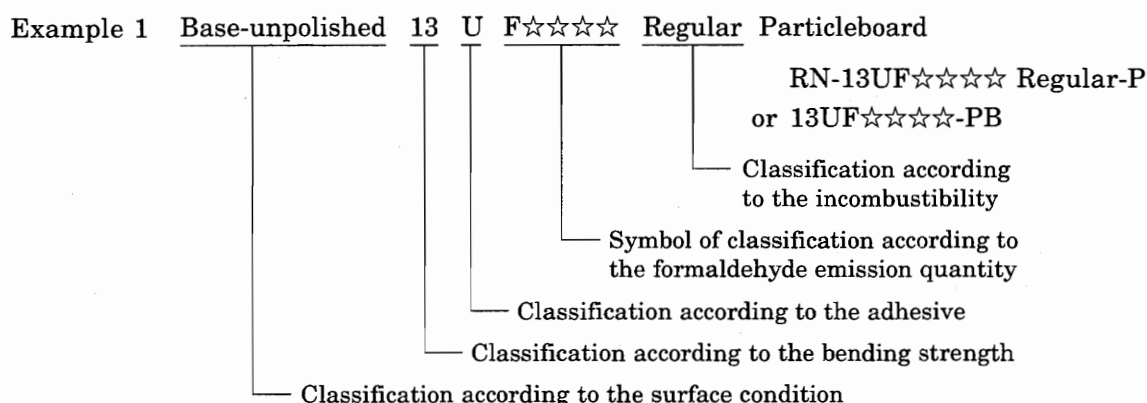 Example 1 Base-unpolished 13 U F☆☆☆☆ Regular Particleboard
RN-13UF☆☆☆☆ Regular-P
or 13UF☆☆☆☆-PB
Classification according
to the incombustibility
Symbol of classification according to
the formaldehyde emission quantity
Classification according to the adhesive
Classification according to the bending strength
Classification according to the surface condition